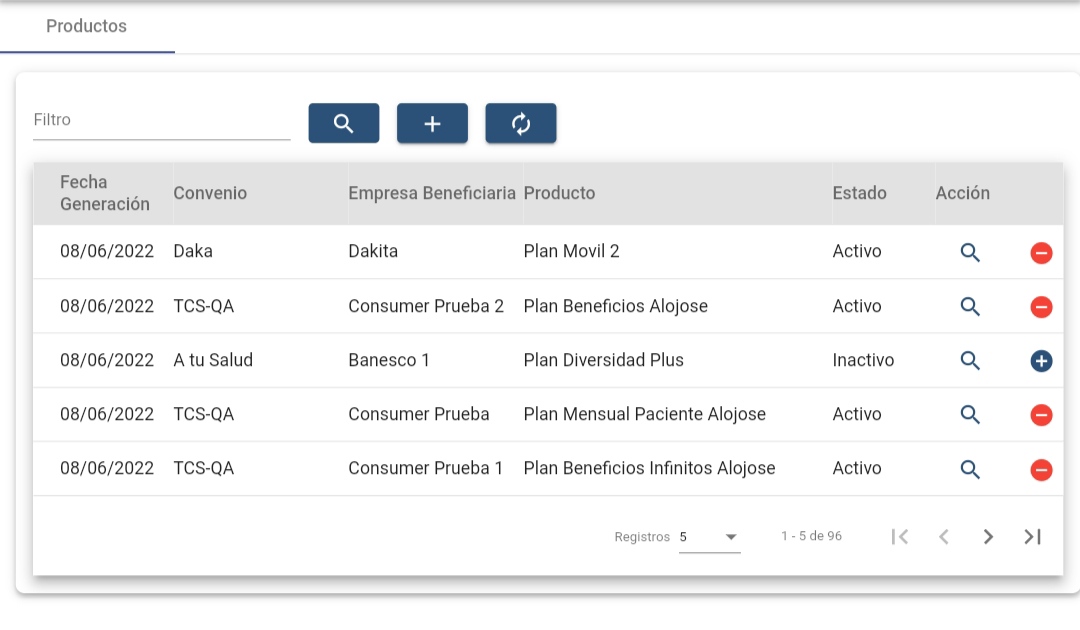 Productos
Filtro
Fecha Generación Convenio Empresa Beneficiaria Producto Estado Acción
08/06/2022 Daka Dakita Plan Movil 2 Activo
08/06/2022 TCS-QA Consumer Prueba 2 Plan Beneficios Alojose Activo
08/06/2022 A tu Salud Banesco 1 Plan Diversidad Plus Inactivo
08/06/2022 TCS-QA Consumer Prueba Plan Mensual Paciente Alojose Activo
08/06/2022 TCS-QA Consumer Prueba 1 Plan Beneficios Infinitos Alojose Activo
Registros 5 1 - 5 de 96